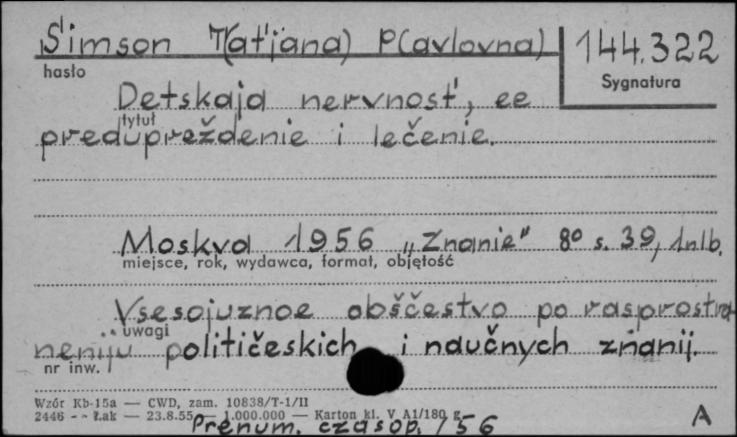 Simson T(at'jana) P(avlovna)
144.322
hasło
Sygnatura
Detskaja nervnost', ee
tytuł
predupreždenie i lečenie.
Moskva 1956 „Znanie" 8° s. 39, 1nlb.
miejsce, rok, wydawca, format, objętość
Vsesojuznoe obščestvo po rasprostra-
uwagi
neniju političeskich i naučnych znanij.
nr inw.
Wzór Kb-15a — CWD, zam. 10838/T-1/II
2446 -- Łak — 23.8.55 — 1.000.000 — Karton kl. V A1/180 g
A
Prenum. czasop. / 56